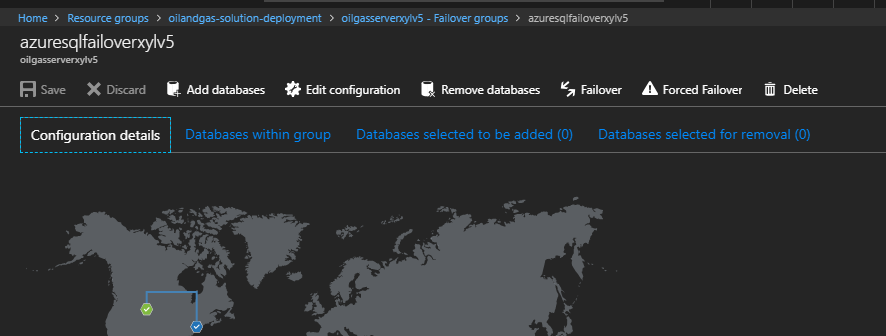 Home > Resource groups > oilandgas-solution-deployment > oilgasserverxylv5 - Failover groups > azuresqlfailoverxylv5
azuresqlfailoverxylv5
oilgasserverxylv5
Save Discard Add databases Edit configuration Remove databases Failover Forced Failover Delete
Configuration details Databases within group Databases selected to be added (0) Databases selected for removal (0)